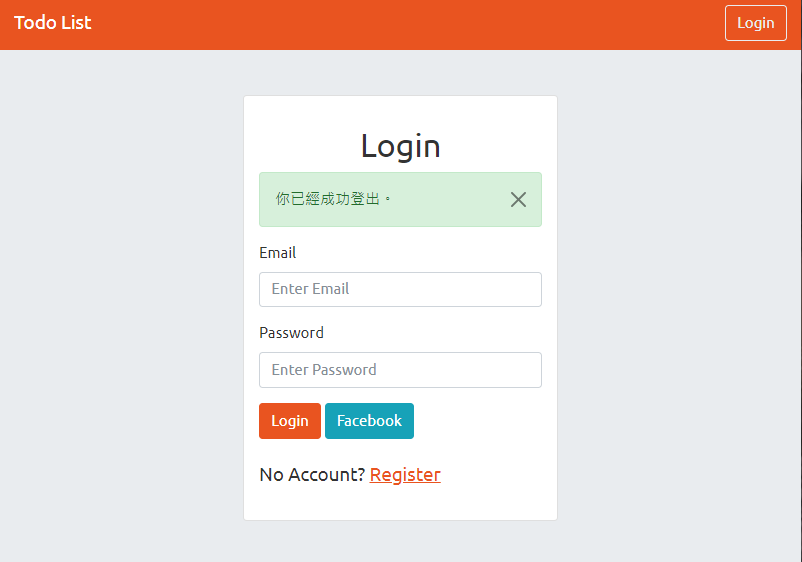 Todo List
Login
Login
你已經成功登出。
Email
Enter Email
Password
Enter Password
Login Facebook
No Account? Register